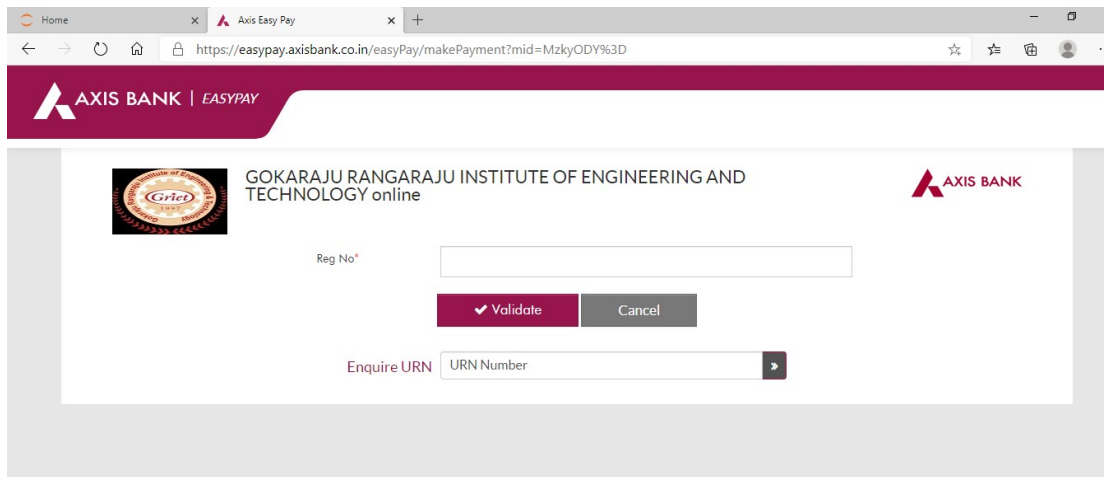 Home
Axis Easy Pay
https://easypay.axisbank.co.in/easyPay/makePayment?mid=MzkyODY%3D
AXIS BANK | EASYPAY
GOKARAJU RANGARAJU INSTITUTE OF ENGINEERING AND
TECHNOLOGY online
Griet
1997
AXIS BANK
Reg No*
Validate
Cancel
Enquire URN
URN Number